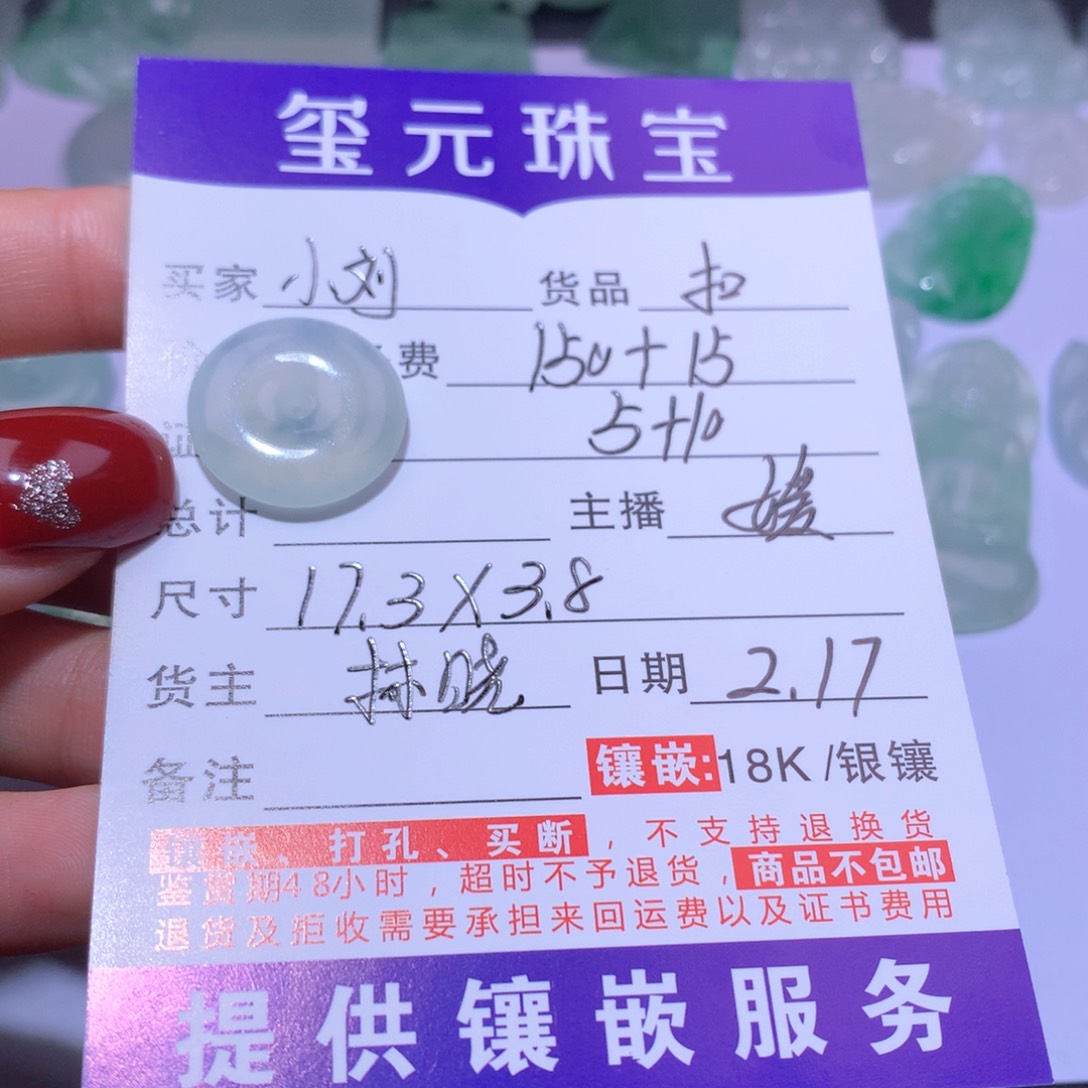 玺元珠宝
买家 小刘 货品 扣
费 150+15
证 5+10
总计 主播 媛
尺寸 17.3X3.8
货主 林晓 日期 2.17
备注 镶嵌:18K/银镶
镶嵌、打孔、买断，不支持退换货
鉴赏期48小时，超时不予退货，商品不包邮
退货及拒收需要承担来回运费以及证书费用
提供镶嵌服务